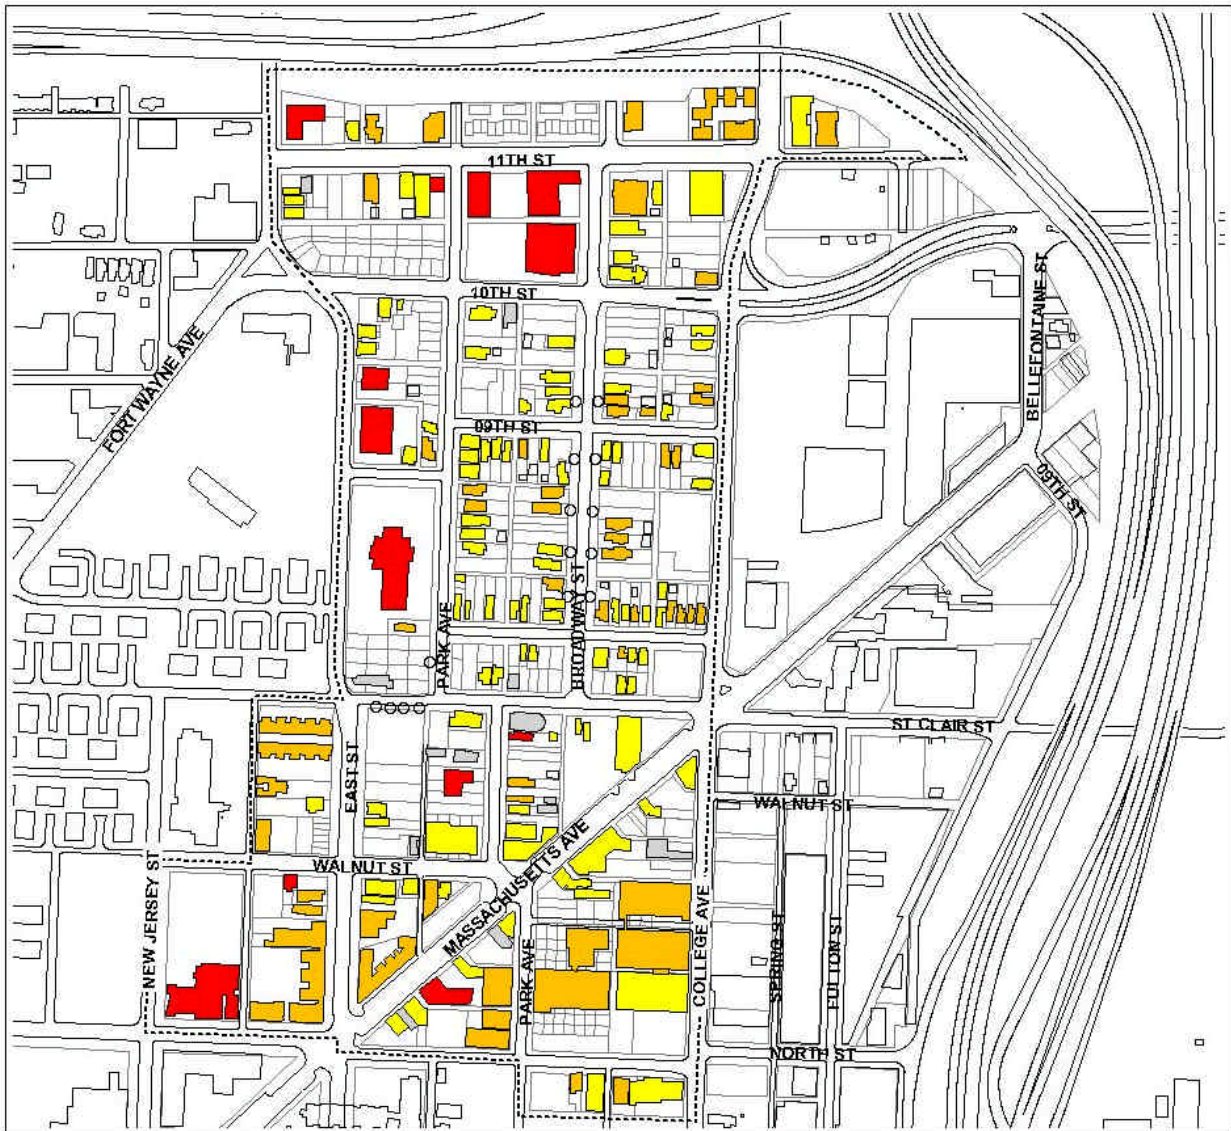 11TH ST
10TH ST
BELLEFONTAINE ST
FORT WAYNE AVE
09TH ST
09TH ST
PARK AVE
BROADWAY ST
ST CLAIR ST
EAST ST
WALNUT ST
WALNUT ST
MASSACHUSETTS AVE
NEW JERSEY ST
PARK AVE
COLLEGE AVE
SPRING ST
FULTON ST
NORTH ST